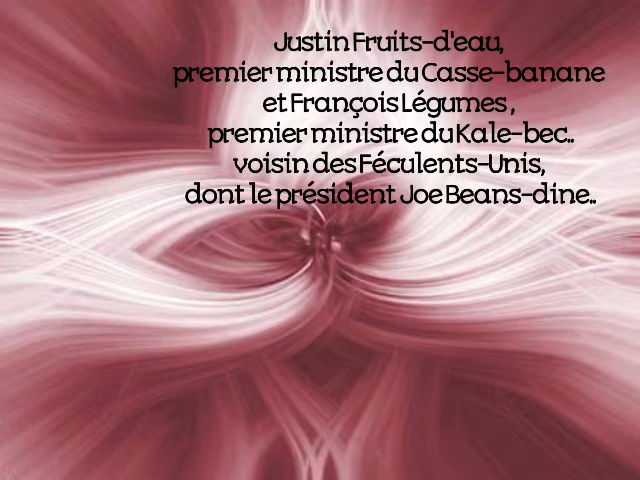 Justin Fruits-d'eau,
premier ministre du Casse-banane
et François Légumes,
premier ministre du Kale-bec..
voisin des Féculents-Unis,
dont le président Joe Beans-dine..